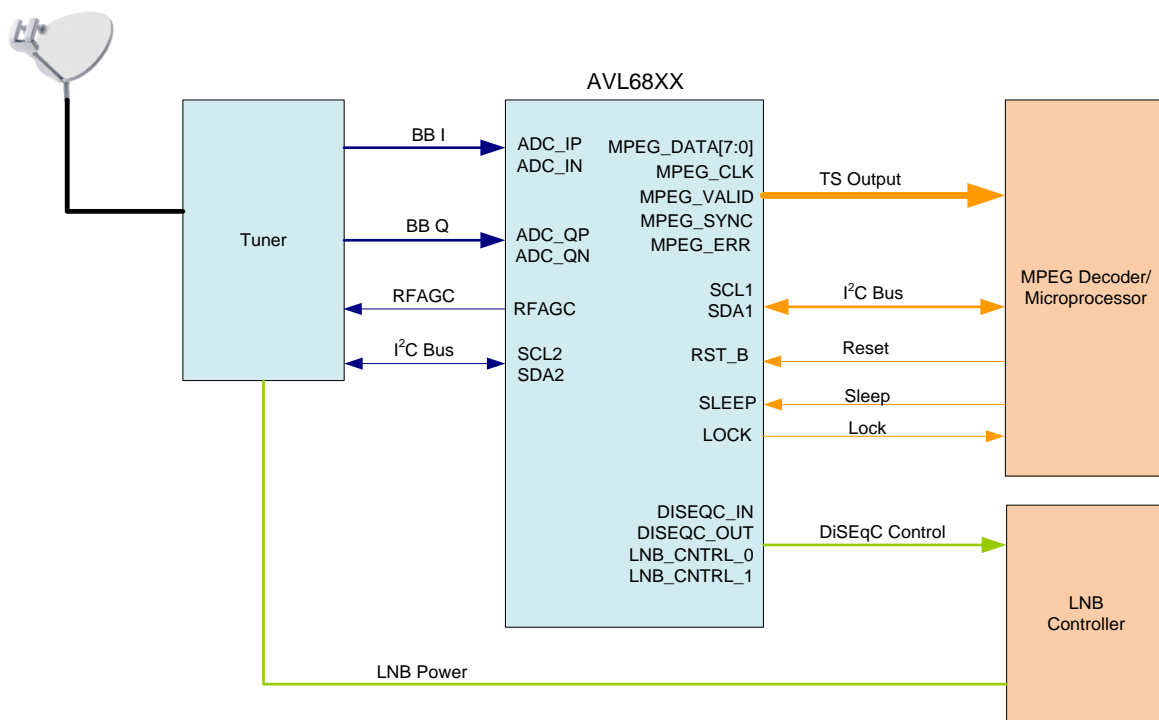 AVL68XX
Tuner
BB I
BB Q
RFAGC
I²C Bus
ADC_IP
ADC_IN
ADC_QP
ADC_QN
RFAGC
SCL2
SDA2
MPEG_DATA[7:0]
MPEG_CLK
MPEG_VALID
MPEG_SYNC
MPEG_ERR
SCL1
SDA1
RST_B
SLEEP
LOCK
DISEQC_IN
DISEQC_OUT
LNB_CNTRL_0
LNB_CNTRL_1
TS Output
I²C Bus
Reset
Sleep
Lock
DiSEqC Control
MPEG Decoder/
Microprocessor
LNB
Controller
LNB Power